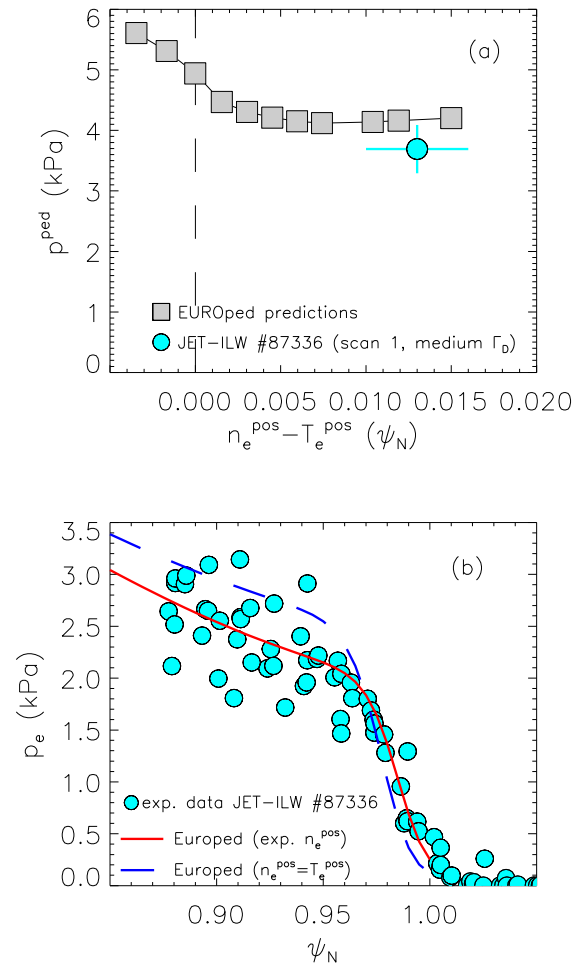 6
5
4
3
2
1
0
p^ped (kPa)
(a)
EUROped predictions
JET-ILW #87336 (scan 1, medium Γ_D)
0.000 0.005 0.010 0.015 0.020
n_e^pos-T_e^pos (ψ_N)
3.5
3.0
2.5
2.0
1.5
1.0
0.5
0.0
p_e (kPa)
(b)
exp. data JET-ILW #87336
Europed (exp. n_e^pos)
Europed (n_e^pos=T_e^pos)
0.90 0.95 1.00
ψ_N